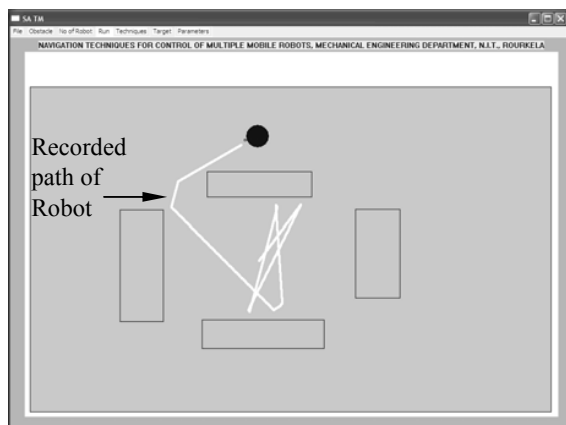 SA TM
File Obstacle No of Robot Run Techniques Target Parameters
NAVIGATION TECHNIQUES FOR CONTROL OF MULTIPLE MOBILE ROBOTS, MECHANICAL ENGINEERING DEPARTMENT, N.I.T., ROURKELA
Recorded
path of
Robot